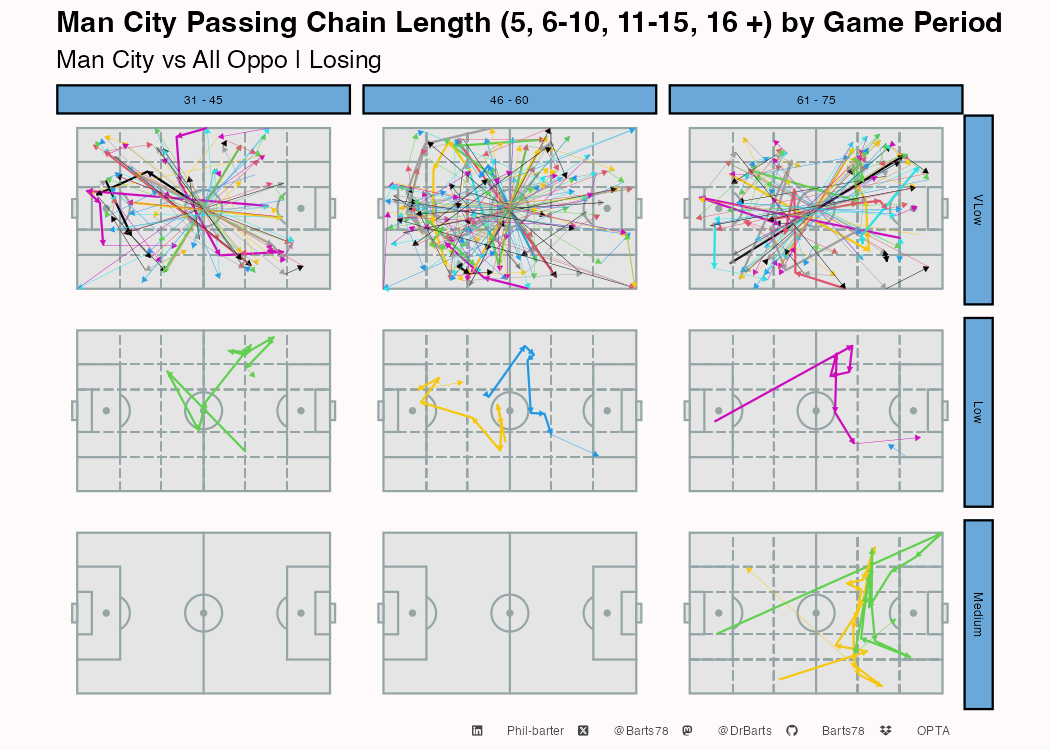 Man City Passing Chain Length (5, 6-10, 11-15, 16 +) by Game Period
Man City vs All Oppo | Losing
31 - 45
46 - 60
61 - 75
VLow
Low
Medium
Phil-barter @Barts78 @DrBarts Barts78 OPTA